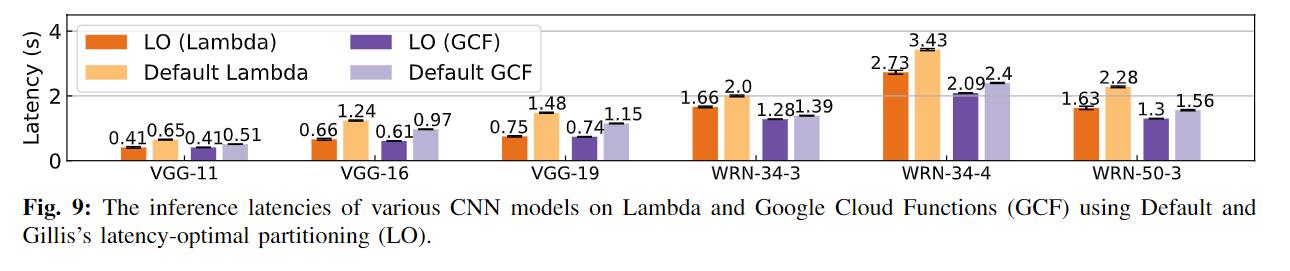 Latency (s)
4
2
0
LO (Lambda)
Default Lambda
LO (GCF)
Default GCF
0.41 0.65 0.41 0.51
0.66 1.24 0.61 0.97
0.75 1.48 0.74 1.15
1.66 2.0 1.28 1.39
2.73 3.43 2.09 2.4
1.63 2.28 1.3 1.56
VGG-11 VGG-16 VGG-19 WRN-34-3 WRN-34-4 WRN-50-3
Fig. 9: The inference latencies of various CNN models on Lambda and Google Cloud Functions (GCF) using Default and
Gillis's latency-optimal partitioning (LO).